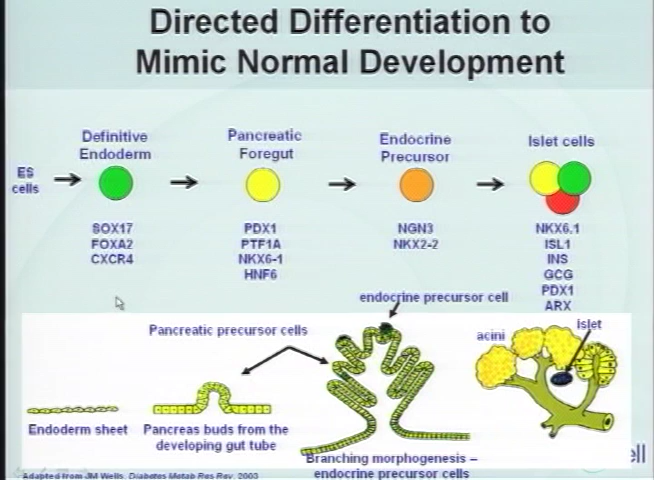 Directed Differentiation to
Mimic Normal Development
ES
cells
Definitive
Endoderm
Pancreatic
Foregut
Endocrine
Precursor
Islet cells
SOX17
FOXA2
CXCR4
PDX1
PTF1A
NKX6-1
HNF6
NGN3
NKX2-2
NKX6.1
ISL1
INS
GCG
PDX1
ARX
endocrine precursor cell
Pancreatic precursor cells
acini
islet
Endoderm sheet
Pancreas buds from the
developing gut tube
Branching morphogenesis –
endocrine precursor cells
ell
Adapted from JM Wells, Diabetes Metab Res Rev, 2003